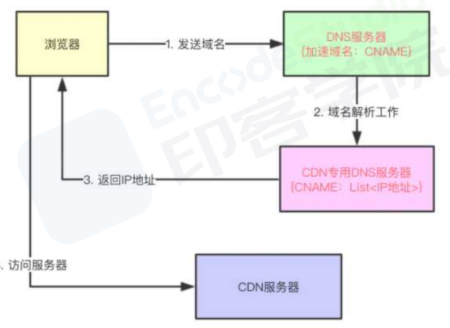 浏览器
1. 发送域名
DNS服务器
{加速域名：CNAME}
2. 域名解析工作
3. 返回IP地址
CDN专用DNS服务器
{CNAME：List<IP地址>}
. 访问服务器
CDN服务器
EncodeStudio
印客学院